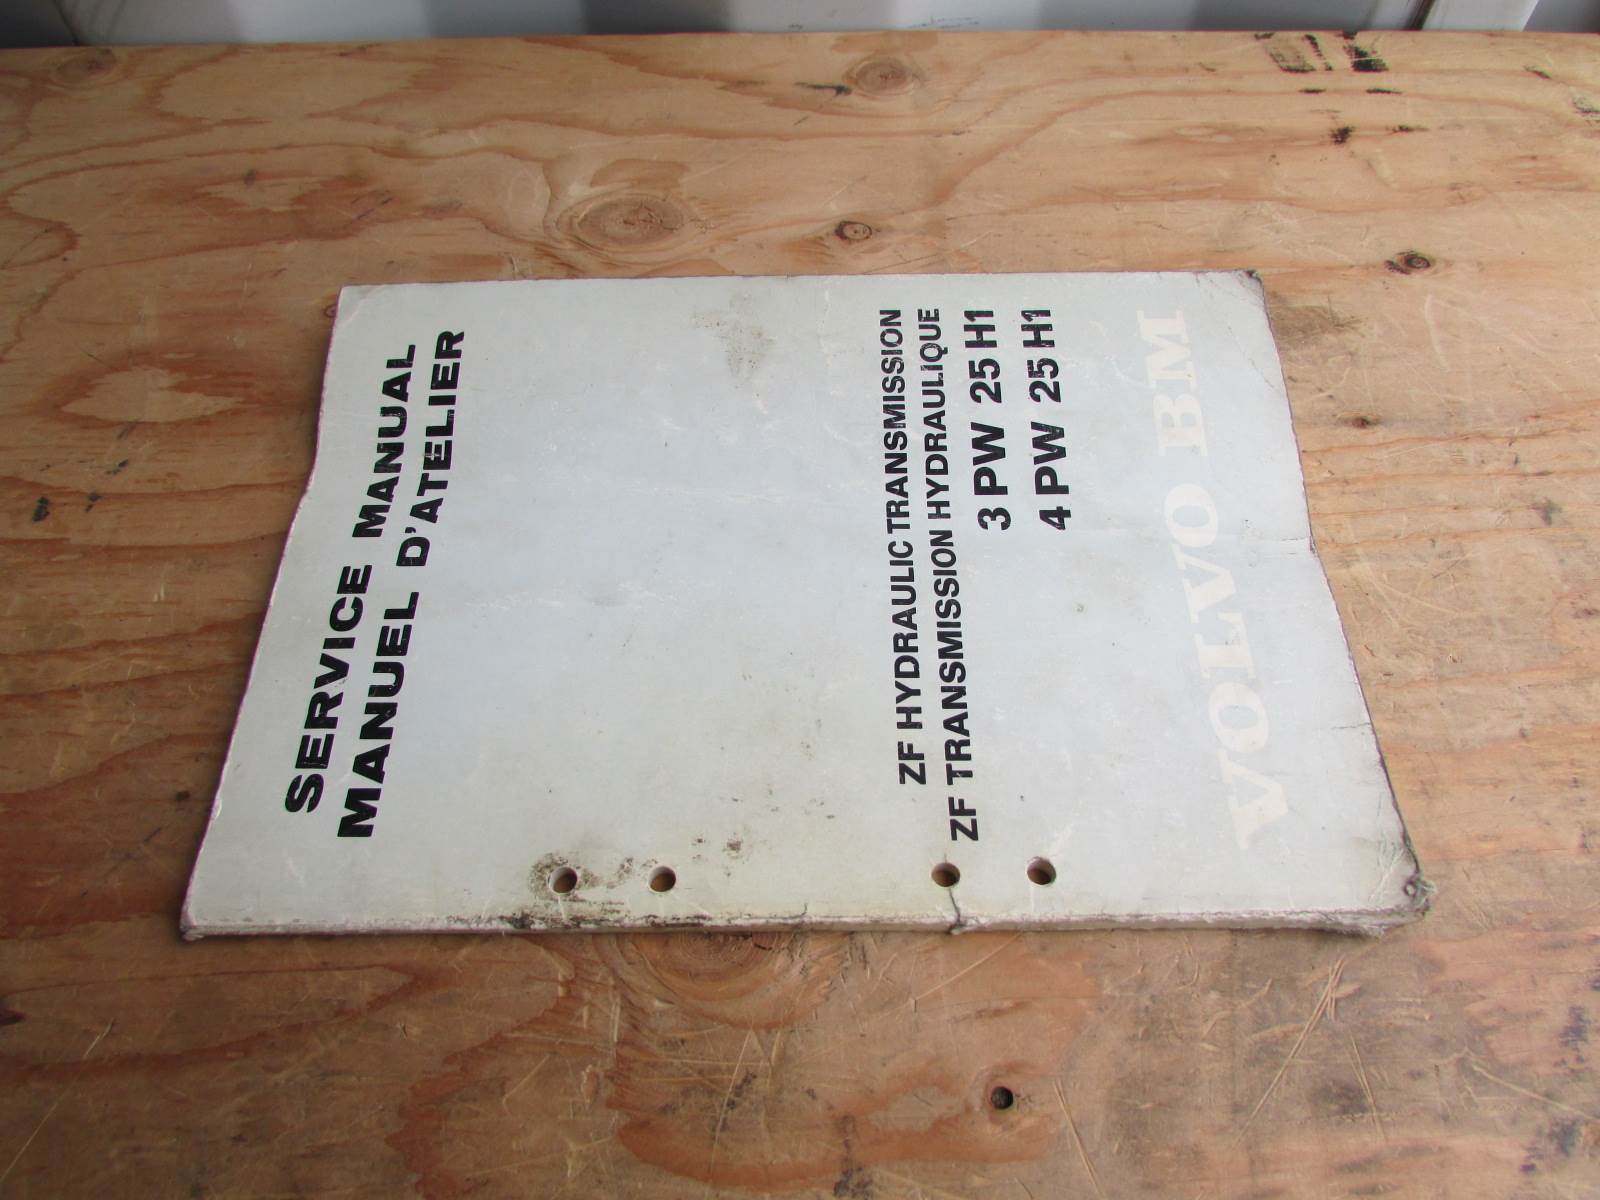 SERVICE MANUAL
MANUEL D'ATELIER
ZF HYDRAULIC TRANSMISSION
ZF TRANSMISSION HYDRAULIQUE
3 PW 25 H1
4 PW 25 H1
VOLVO BM